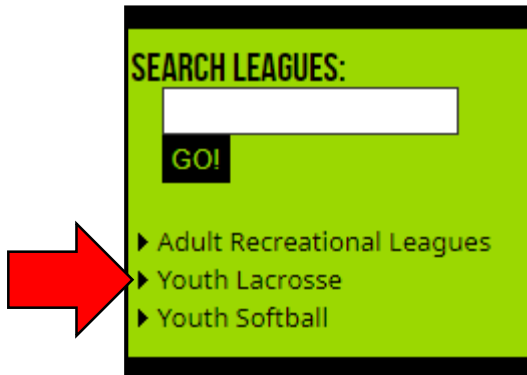 SEARCH LEAGUES:
GO!
Adult Recreational Leagues
Youth Lacrosse
Youth Softball